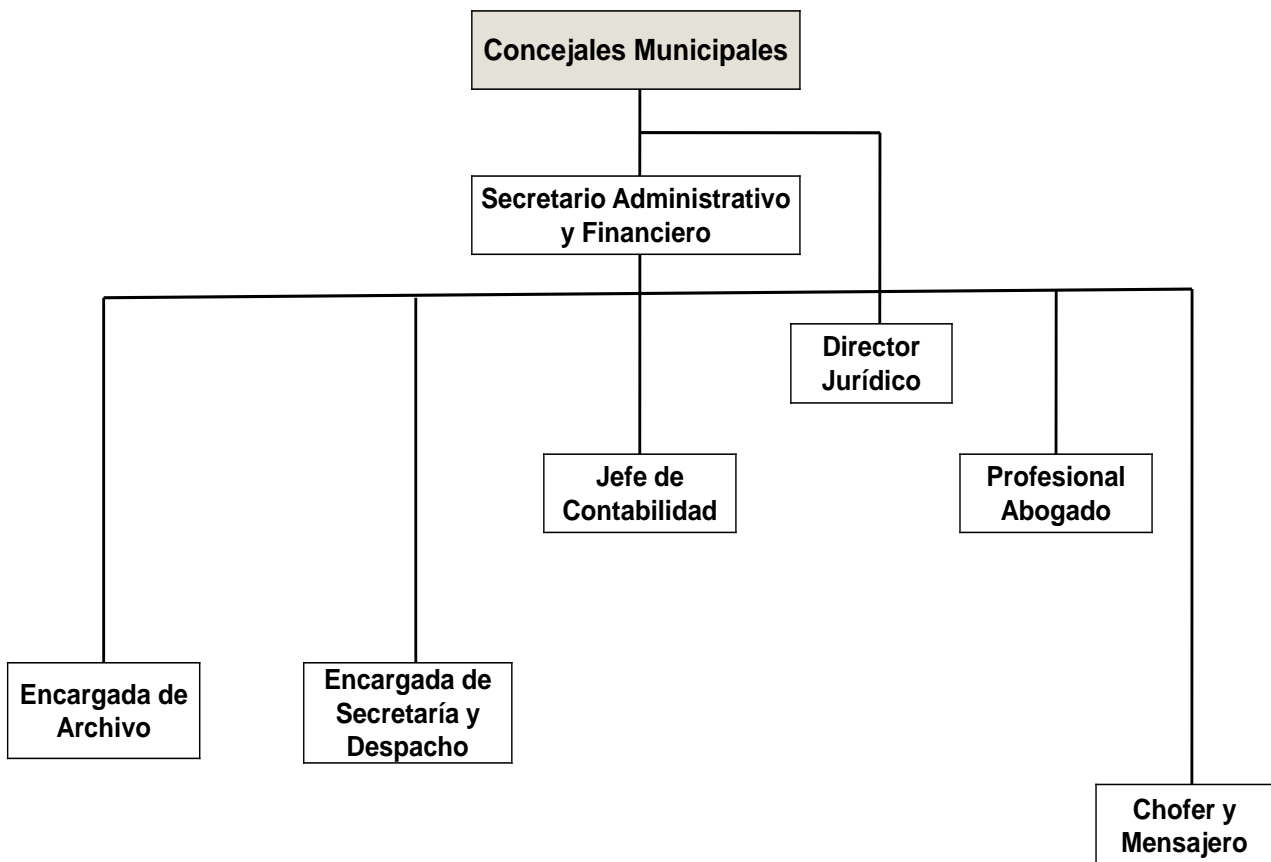 Concejales Municipales
Secretario Administrativo
y Financiero
Director
Jurídico
Jefe de
Contabilidad
Profesional
Abogado
Encargada de
Archivo
Encargada de
Secretaría y
Despacho
Chofer y
Mensajero